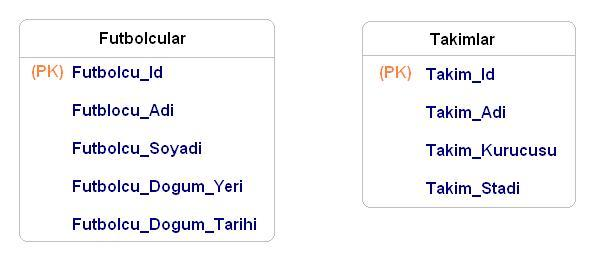 Futbolcular
(PK) Futbolcu_Id
Futblocu_Adi
Futbolcu_Soyadi
Futbolcu_Dogum_Yeri
Futbolcu_Dogum_Tarihi
Takimlar
(PK) Takim_Id
Takim_Adi
Takim_Kurucusu
Takim_Stadi